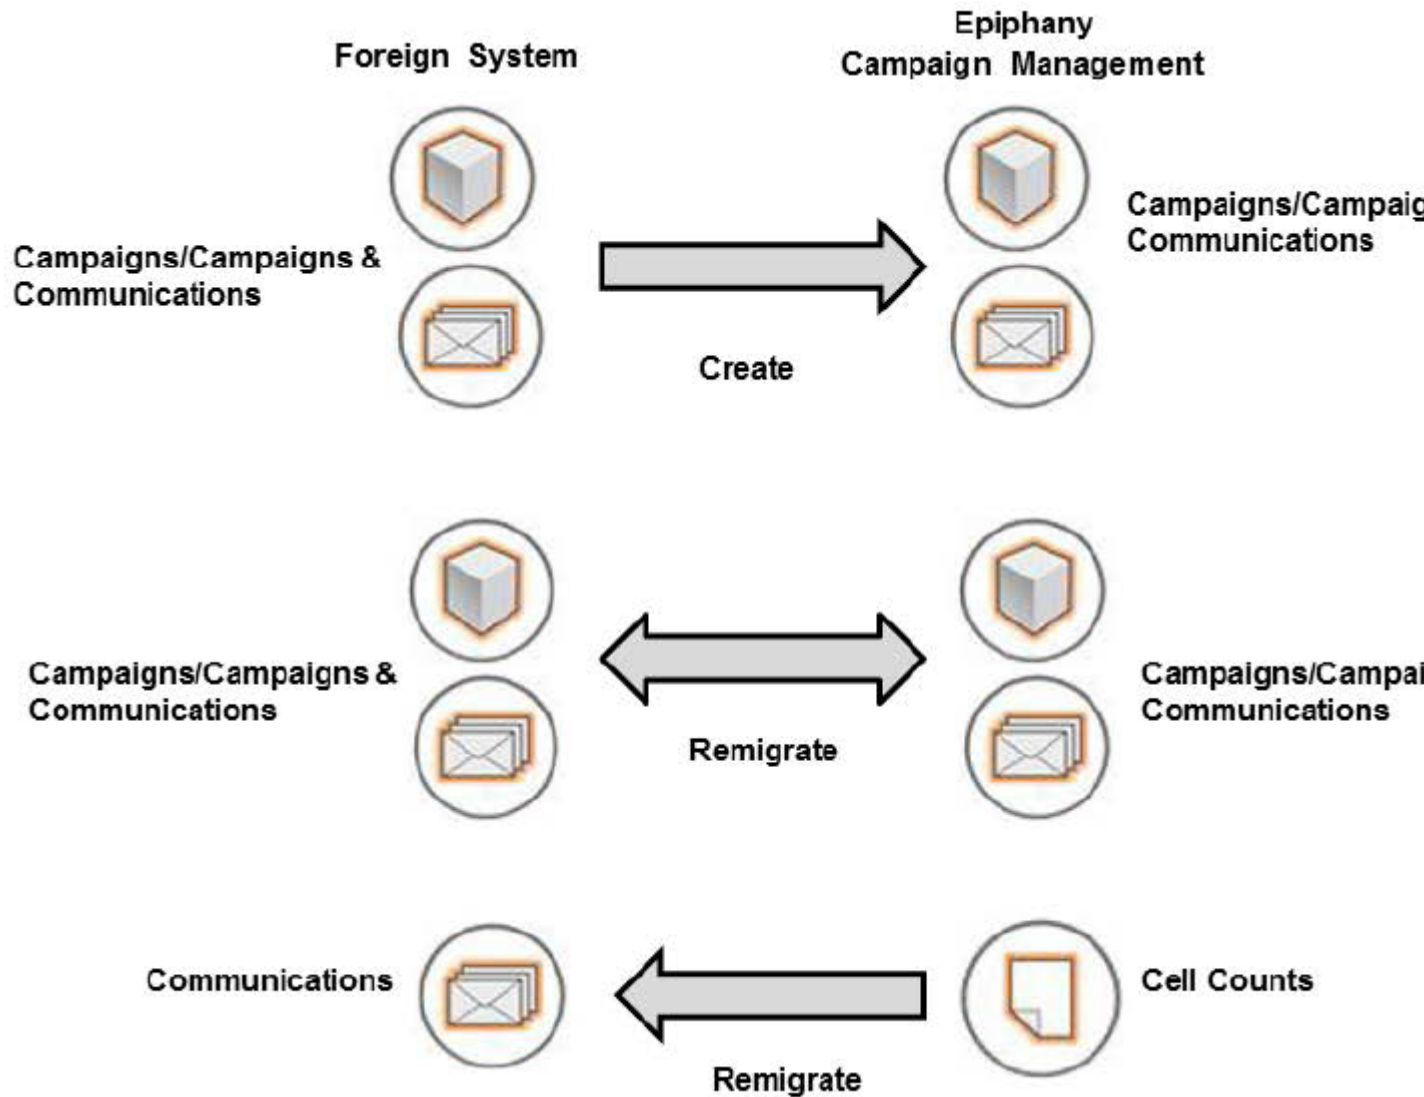 Foreign System
Epiphany
Campaign Management
Campaigns/Campaigns &
Communications
Create
Campaigns/Campaig
Communications
Campaigns/Campaigns &
Communications
Remigrate
Campaigns/Campai
Communications
Communications
Remigrate
Cell Counts